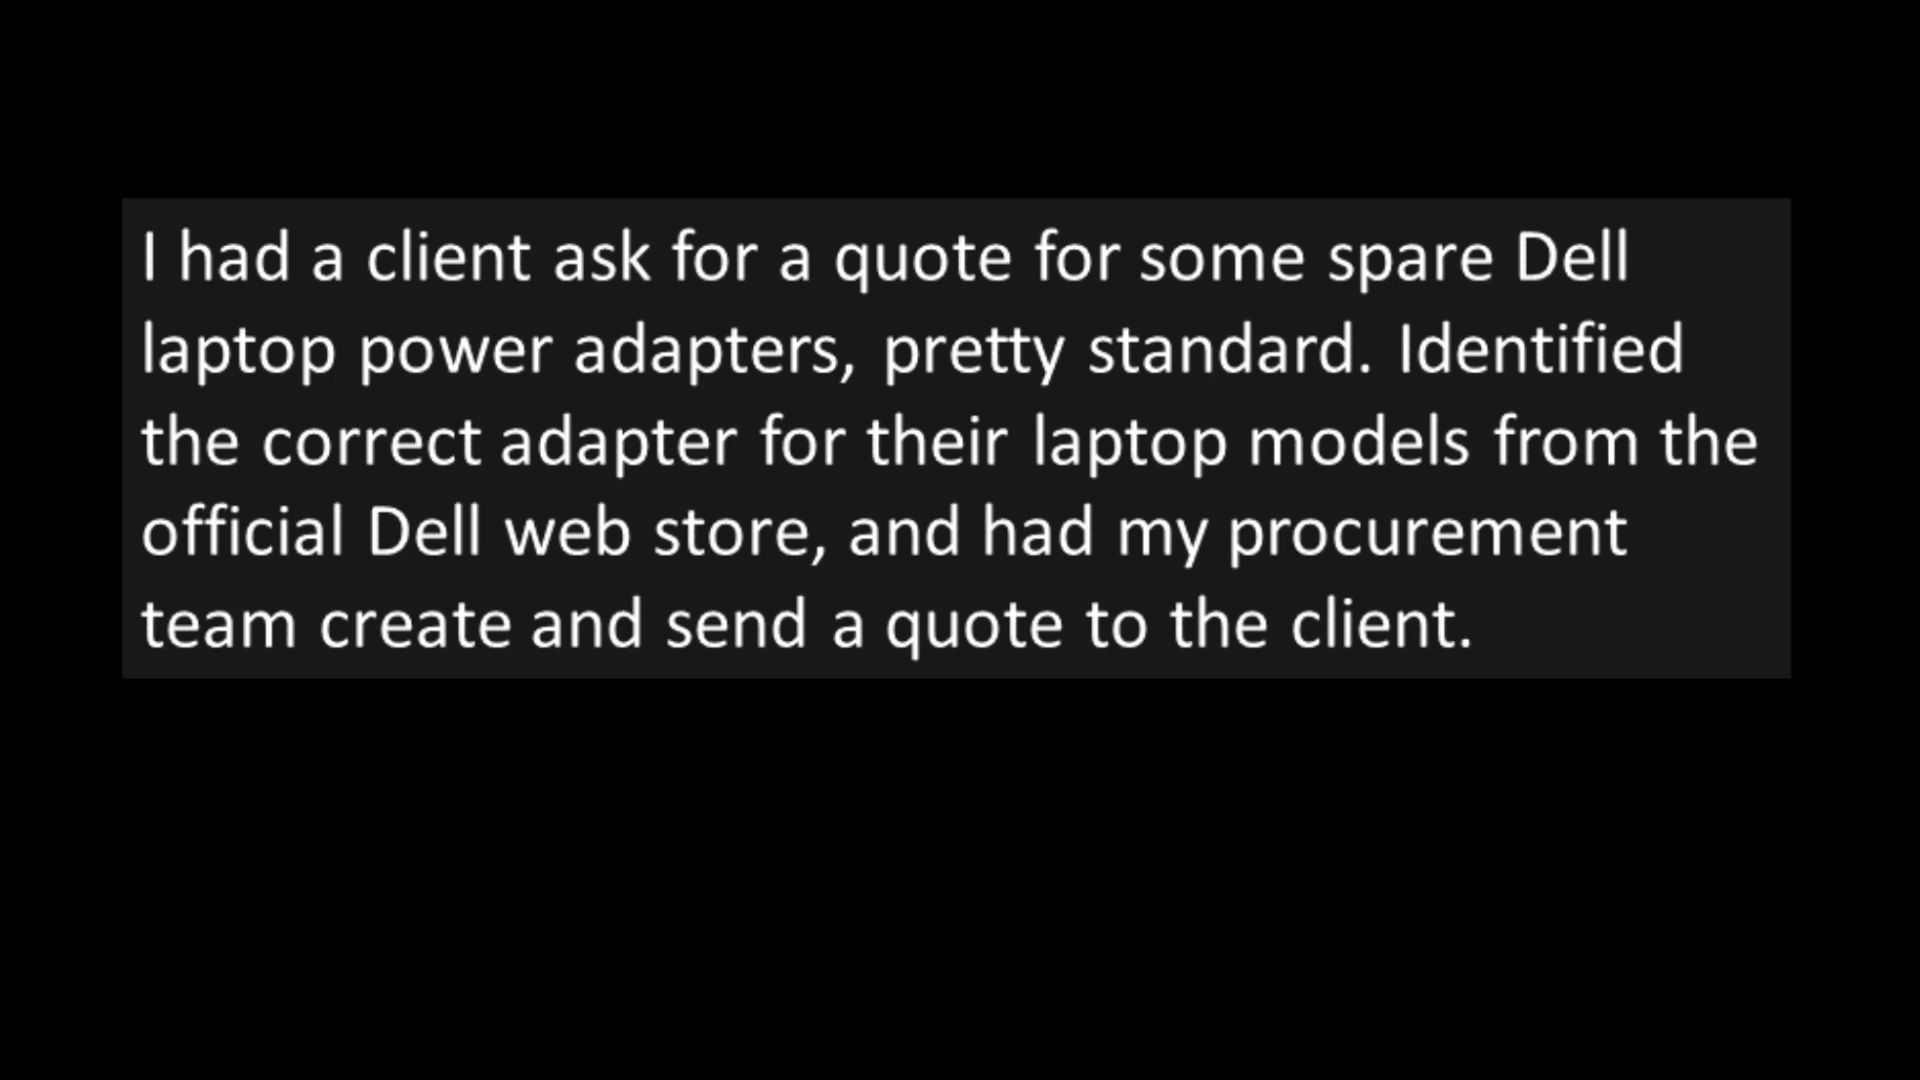 I had a client ask for a quote for some spare Dell
laptop power adapters, pretty standard. Identified
the correct adapter for their laptop models from the
official Dell web store, and had my procurement
team create and send a quote to the client.